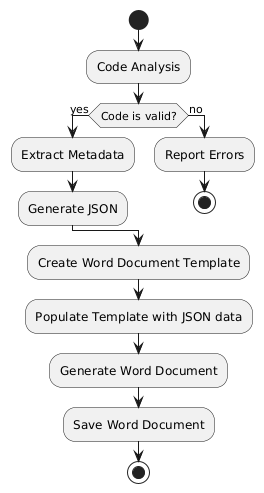 Code Analysis
yes
Code is valid?
no
Extract Metadata
Report Errors
Generate JSON
Create Word Document Template
Populate Template with JSON data
Generate Word Document
Save Word Document